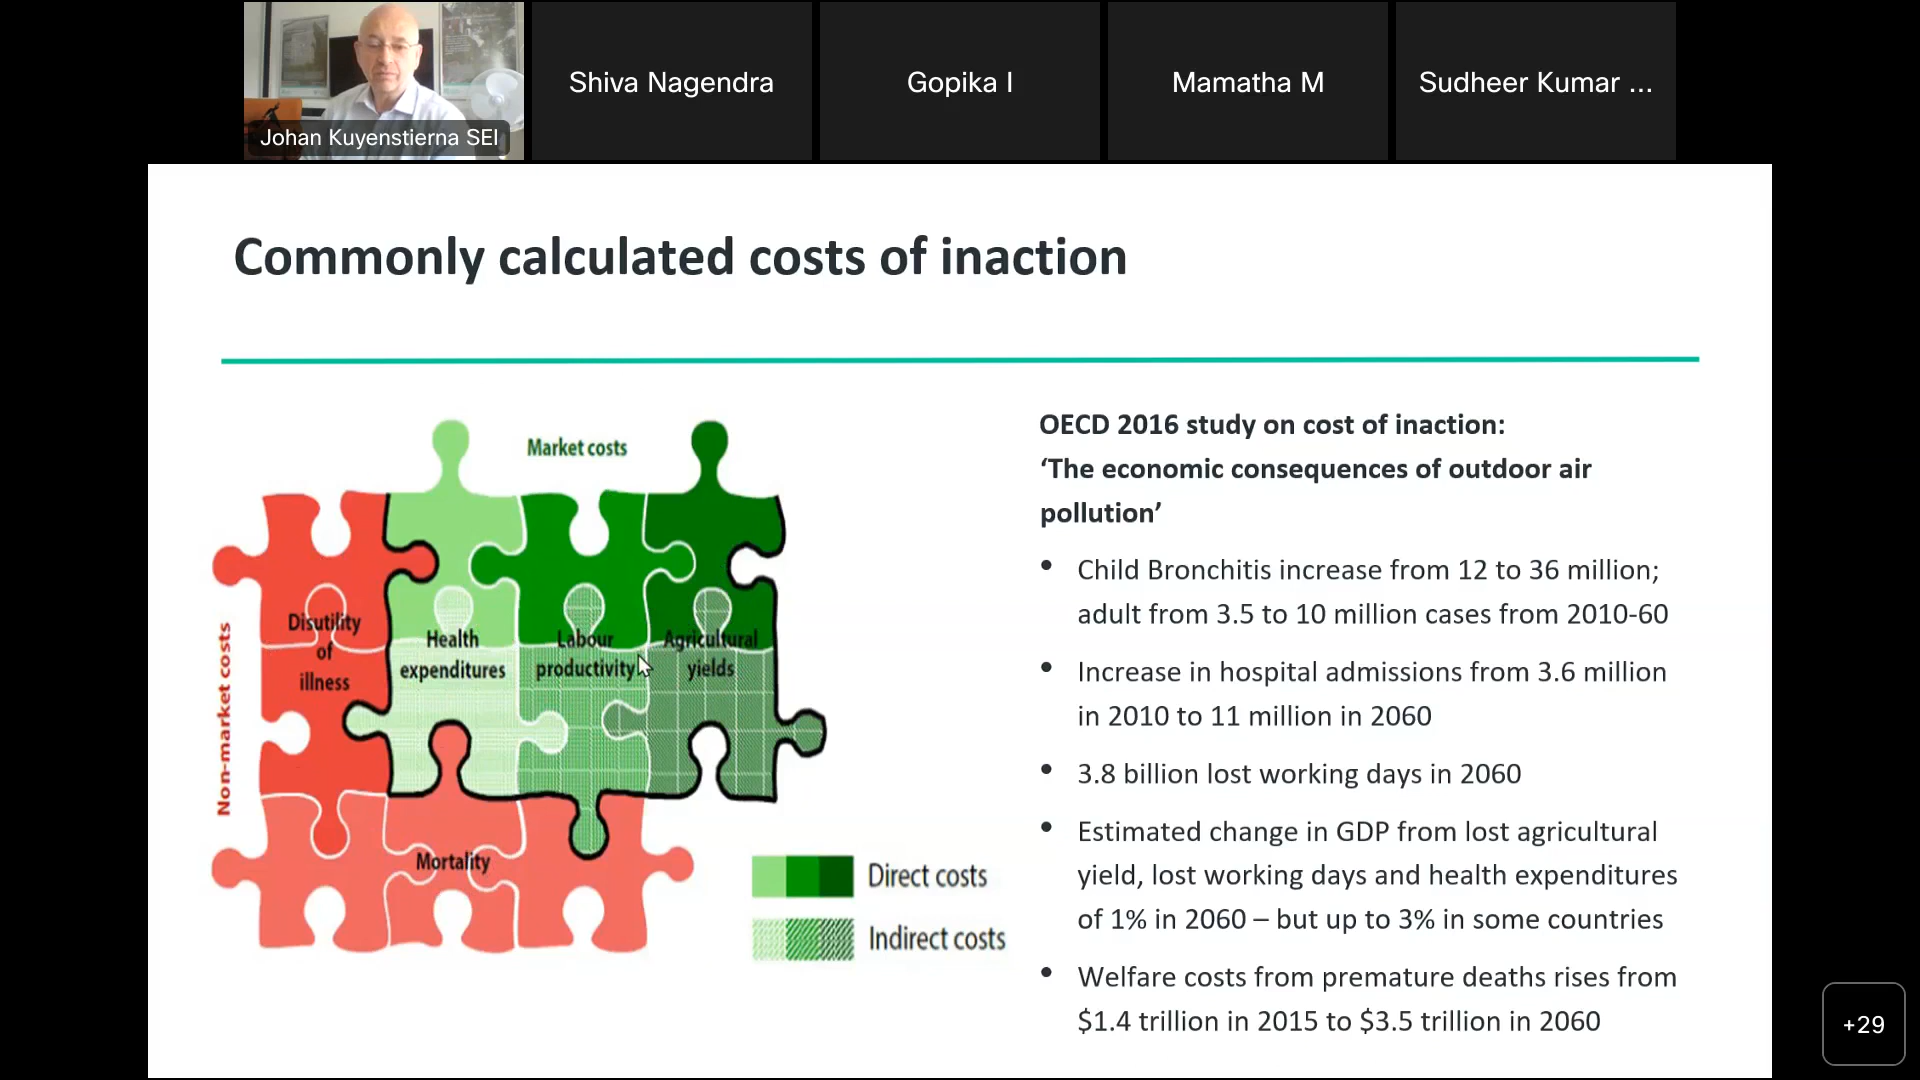 Johan Kuyenstierna SEI
Shiva Nagendra
Gopika I
Mamatha M
Sudheer Kumar ...
Commonly calculated costs of inaction
Market costs
Non-market costs
Disutility
of
illness
Health
expenditures
Labour
productivity
Agricultural
yields
Mortality
Direct costs
Indirect costs
OECD 2016 study on cost of inaction:
‘The economic consequences of outdoor air
pollution’
• Child Bronchitis increase from 12 to 36 million;
adult from 3.5 to 10 million cases from 2010-60
• Increase in hospital admissions from 3.6 million
in 2010 to 11 million in 2060
• 3.8 billion lost working days in 2060
• Estimated change in GDP from lost agricultural
yield, lost working days and health expenditures
of 1% in 2060 – but up to 3% in some countries
• Welfare costs from premature deaths rises from
$1.4 trillion in 2015 to $3.5 trillion in 2060
+29